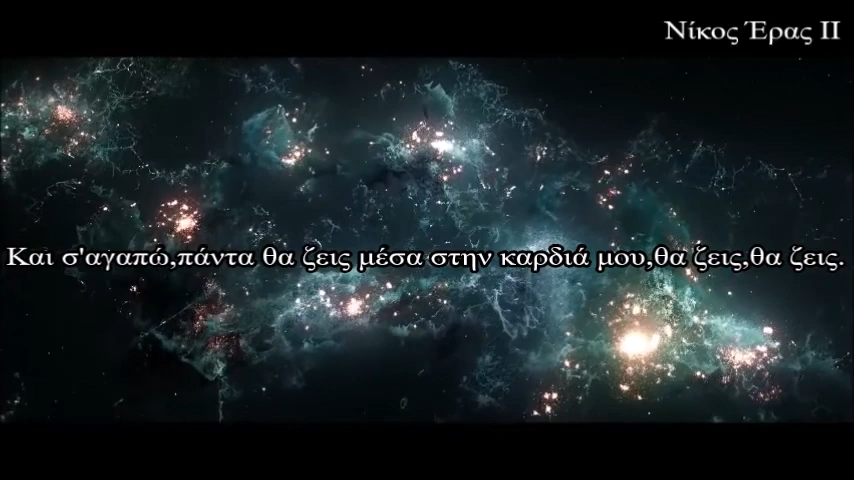 Νίκος Έρας ΙΙ
Και σ'αγαπώ,πάντα θα ζεις μέσα στην καρδιά μου,θα ζεις,θα ζεις.